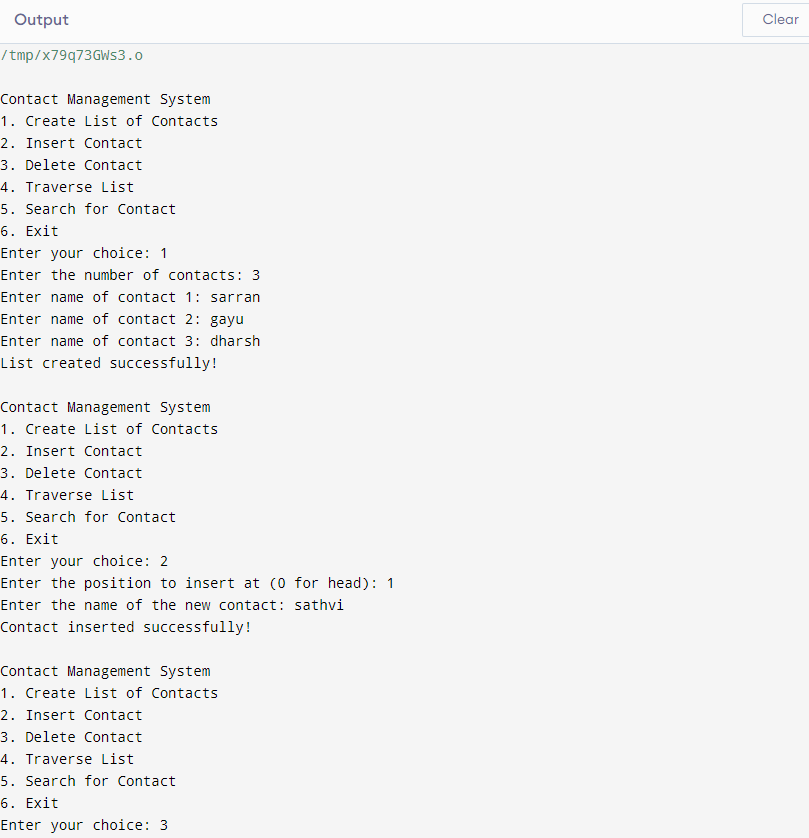 Output
Clear
/tmp/x79q73GWs3.o
Contact Management System
1. Create List of Contacts
2. Insert Contact
3. Delete Contact
4. Traverse List
5. Search for Contact
6. Exit
Enter your choice: 1
Enter the number of contacts: 3
Enter name of contact 1: sarran
Enter name of contact 2: gayu
Enter name of contact 3: dharsh
List created successfully!
Contact Management System
1. Create List of Contacts
2. Insert Contact
3. Delete Contact
4. Traverse List
5. Search for Contact
6. Exit
Enter your choice: 2
Enter the position to insert at (0 for head): 1
Enter the name of the new contact: sathvi
Contact inserted successfully!
Contact Management System
1. Create List of Contacts
2. Insert Contact
3. Delete Contact
4. Traverse List
5. Search for Contact
6. Exit
Enter your choice: 3